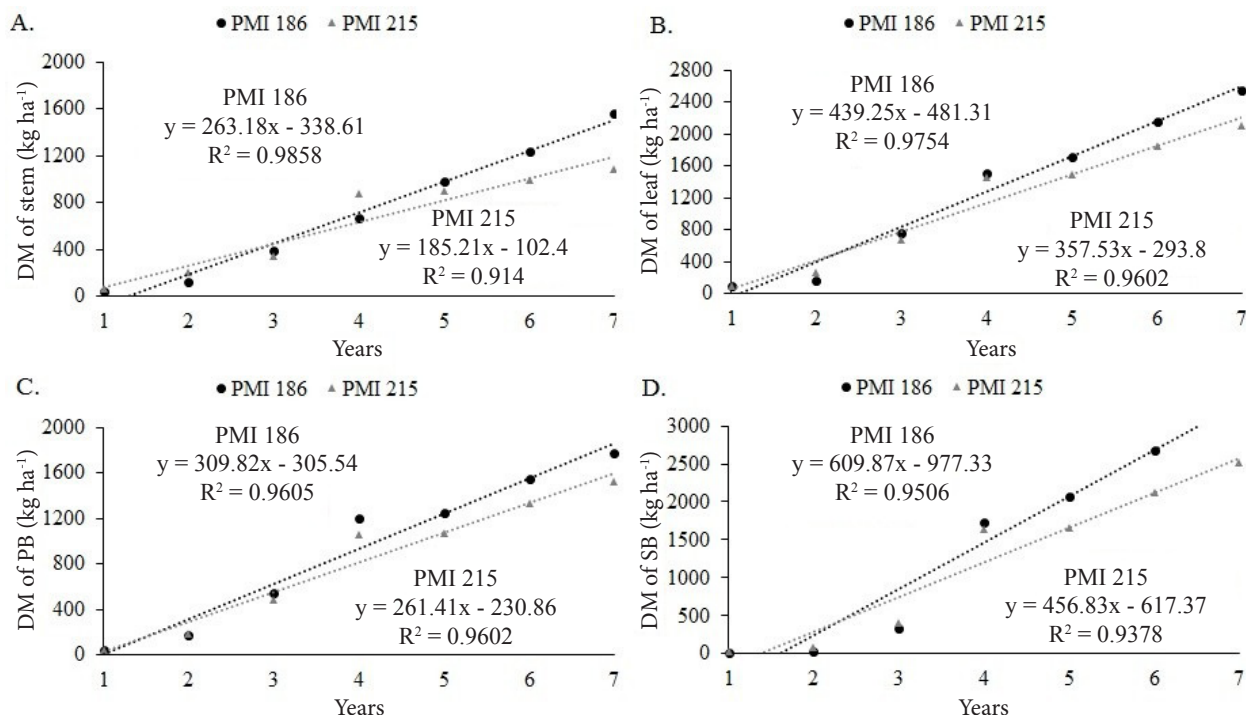 A.
● PMI 186 ▲ PMI 215
DM of stem (kg ha⁻¹)
2000
1600
1200
800
400
0
PMI 186
y = 263.18x - 338.61
R² = 0.9858
PMI 215
y = 185.21x - 102.4
R² = 0.914
1 2 3 4 5 6 7
Years
B.
● PMI 186 ▲ PMI 215
DM of leaf (kg ha⁻¹)
2800
2400
2000
1600
1200
800
400
0
PMI 186
y = 439.25x - 481.31
R² = 0.9754
PMI 215
y = 357.53x - 293.8
R² = 0.9602
1 2 3 4 5 6 7
Years
C.
● PMI 186 ▲ PMI 215
DM of PB (kg ha⁻¹)
2000
1600
1200
800
400
0
PMI 186
y = 309.82x - 305.54
R² = 0.9605
PMI 215
y = 261.41x - 230.86
R² = 0.9602
1 2 3 4 5 6 7
Years
D.
● PMI 186 ▲ PMI 215
DM of SB (kg ha⁻¹)
3000
2500
2000
1500
1000
500
0
PMI 186
y = 609.87x - 977.33
R² = 0.9506
PMI 215
y = 456.83x - 617.37
R² = 0.9378
1 2 3 4 5 6 7
Years